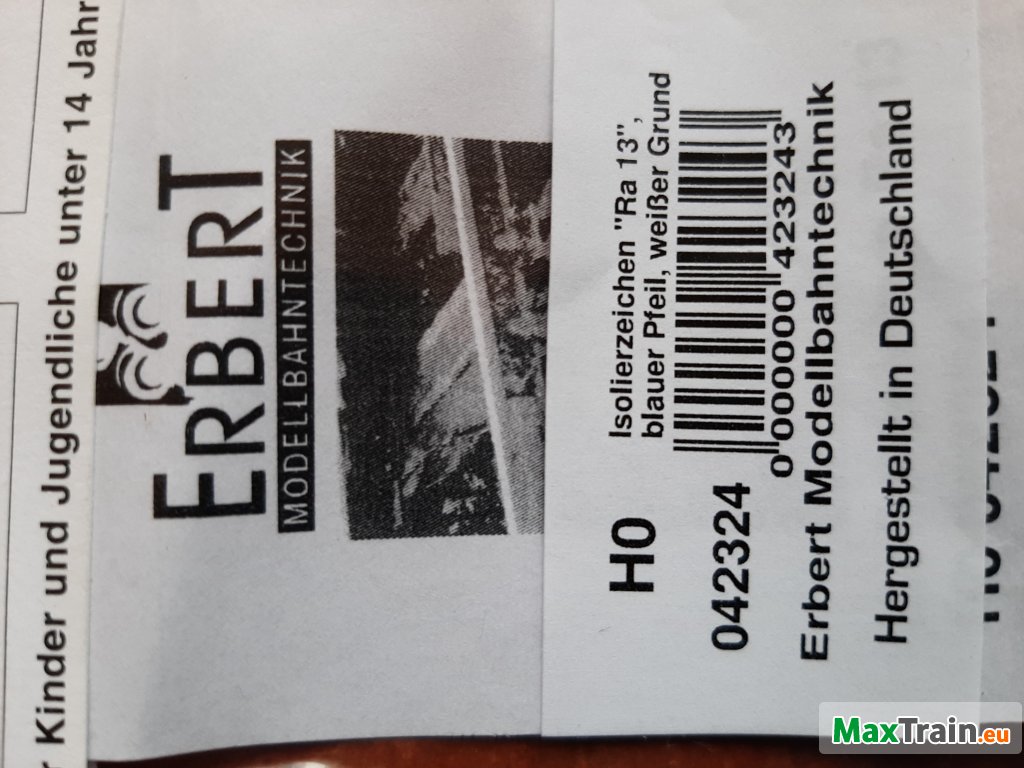 Kinder und Jugendliche unter 14 Jahr
ERBERT
MODELLBAHNTECHNIK
H0
Isolierzeichen "Ra 13",
blauer Pfeil, weißer Grund
042324
0 000000 423243
Erbert Modellbahntechnik
Hergestellt in Deutschland
MaxTrain.eu